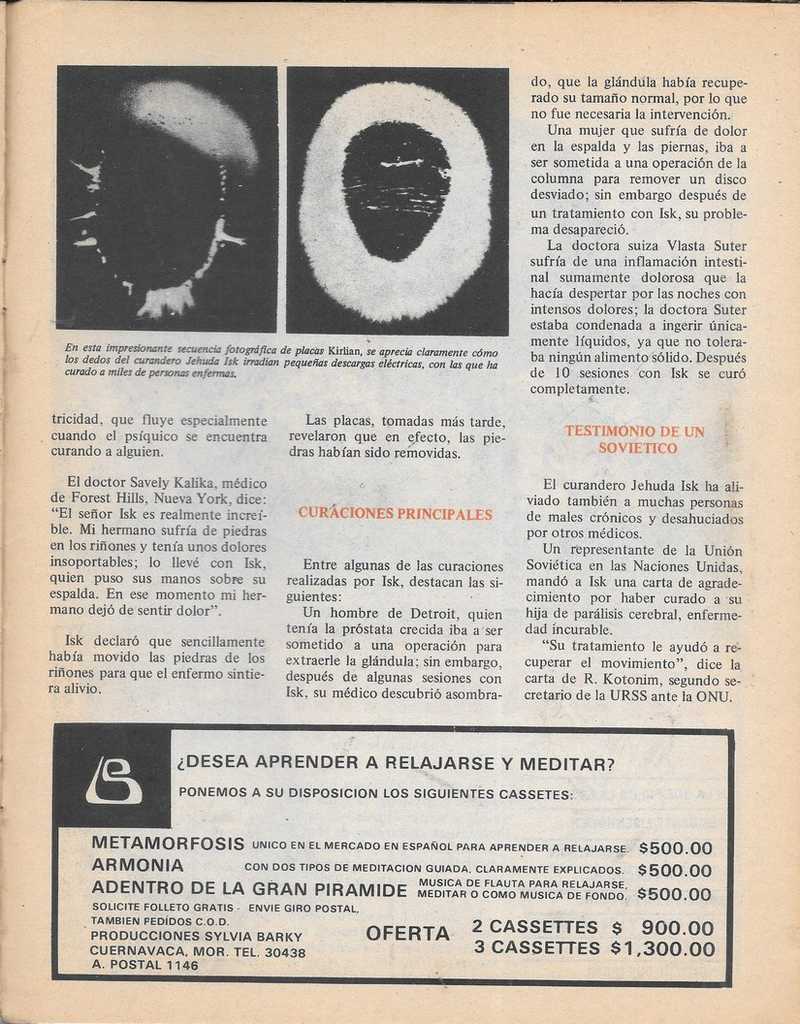 En esta impresionante secuencia fotográfica de placas Kirlian, se aprecia claramente cómo
los dedos del curandero Jehuda Isk irradian pequeñas descargas eléctricas, con las que ha
curado a miles de personas enfermas.
tricidad, que fluye especialmente
cuando el psíquico se encuentra
curando a alguien.
El doctor Savely Kalika, médico
de Forest Hills, Nueva York, dice:
“El señor Isk es realmente increí-
ble. Mi hermano sufría de piedras
en los riñones y tenía unos dolores
insoportables; lo llevé con Isk,
quien puso sus manos sobre su
espalda. En ese momento mi her-
mano dejó de sentir dolor”.
Isk declaró que sencillamente
había movido las piedras de los
riñones para que el enfermo sintie-
ra alivio.
Las placas, tomadas más tarde,
revelaron que en efecto, las pie-
dras habían sido removidas.
CURACIONES PRINCIPALES
Entre algunas de las curaciones
realizadas por Isk, destacan las si-
guientes:
Un hombre de Detroit, quien
tenía la próstata crecida iba a ser
sometido a una operación para
extraerle la glándula; sin embargo,
después de algunas sesiones con
Isk, su médico descubrió asombra-
do, que la glándula había recupe-
rado su tamaño normal, por lo que
no fue necesaria la intervención.
Una mujer que sufría de dolor
en la espalda y las piernas, iba a
ser sometida a una operación de la
columna para remover un disco
desviado; sin embargo después de
un tratamiento con Isk, su proble-
ma desapareció.
La doctora suiza Vlasta Suter
sufría de una inflamación intesti-
nal sumamente dolorosa que la
hacía despertar por las noches con
intensos dolores; la doctora Suter
estaba condenada a ingerir única-
mente líquidos, ya que no tolera-
ba ningún alimento sólido. Después
de 10 sesiones con Isk se curó
completamente.
TESTIMONIO DE UN
SOVIETICO
El curandero Jehuda Isk ha ali-
viado también a muchas personas
de males crónicos y desahuciados
por otros médicos.
Un representante de la Unión
Soviética en las Naciones Unidas,
mandó a Isk una carta de agrade-
cimiento por haber curado a su
hija de parálisis cerebral, enferme-
dad incurable.
“Su tratamiento le ayudó a re-
cuperar el movimiento”, dice la
carta de R. Kotonim, segundo se-
cretario de la URSS ante la ONU.
¿DESEA APRENDER A RELAJARSE Y MEDITAR?
PONEMOS A SU DISPOSICION LOS SIGUIENTES CASSETES:
METAMORFOSIS UNICO EN EL MERCADO EN ESPAÑOL PARA APRENDER A RELAJARSE. $500.00
ARMONIA CON DOS TIPOS DE MEDITACION GUIADA, CLARAMENTE EXPLICADOS. $500.00
ADENTRO DE LA GRAN PIRAMIDE MUSICA DE FLAUTA PARA RELAJARSE,
MEDITAR O COMO MUSICA DE FONDO. $500.00
SOLICITE FOLLETO GRATIS - ENVIE GIRO POSTAL,
TAMBIEN PEDIDOS C.O.D.
PRODUCCIONES SYLVIA BARKY
CUERNAVACA, MOR. TEL. 30438
A. POSTAL 1146
OFERTA 2 CASSETTES $ 900.00
3 CASSETTES $1,300.00